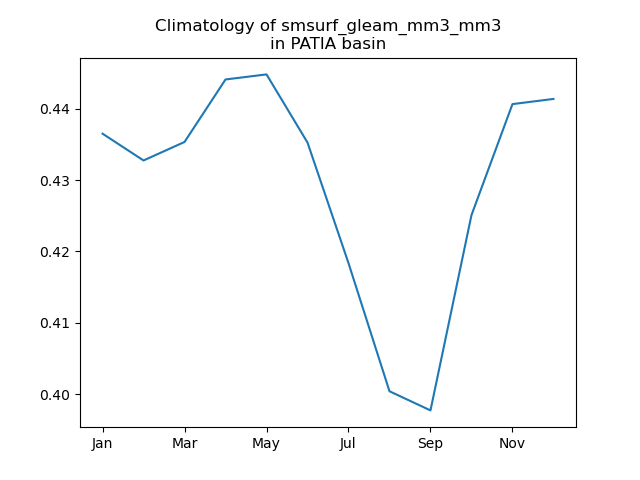 Climatology of smsurf_gleam_mm3_mm3
in PATIA basin
0.44
0.43
0.42
0.41
0.40
Jan
Mar
May
Jul
Sep
Nov